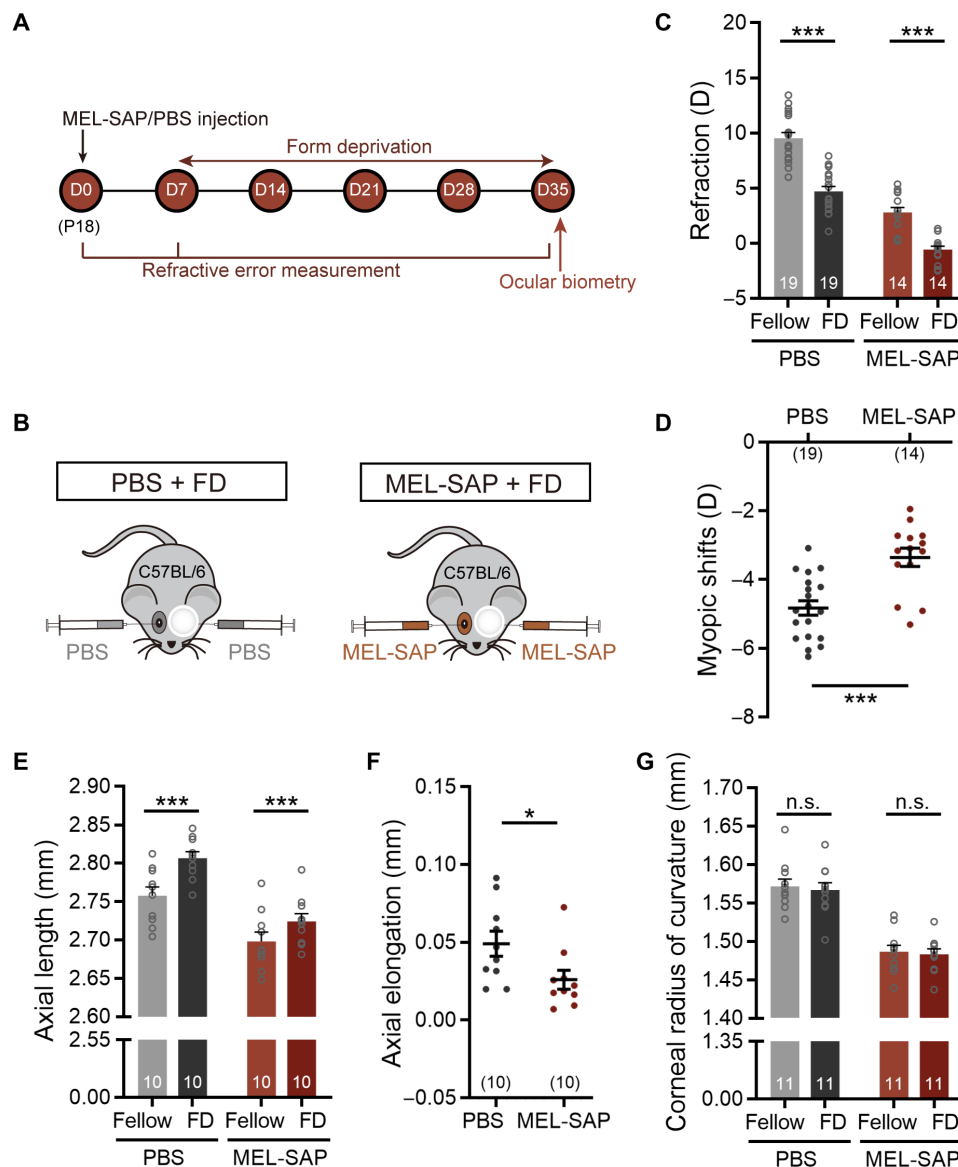 A
MEL-SAP/PBS injection
Form deprivation
D0 D7 D14 D21 D28 D35
(P18)
Refractive error measurement
Ocular biometry
B
PBS + FD
MEL-SAP + FD
C57BL/6
C57BL/6
PBS PBS
MEL-SAP MEL-SAP
C
Refraction (D)
20
15
10
5
0
−5
*** ***
19 19 14 14
Fellow FD Fellow FD
PBS MEL-SAP
D
PBS MEL-SAP
Myopic shifts (D)
0
−2
−4
−6
−8
(19) (14)
***
E
Axial length (mm)
2.90
2.85
2.80
2.75
2.70
2.65
2.60
2.55
0.00
*** ***
10 10 10 10
Fellow FD Fellow FD
PBS MEL-SAP
F
Axial elongation (mm)
0.15
0.10
0.05
0.00
−0.05
*
(10) (10)
PBS MEL-SAP
G
Corneal radius of curvature (mm)
1.70
1.60
1.50
1.40
1.35
0.00
n.s. n.s.
11 11 11 11
Fellow FD Fellow FD
PBS MEL-SAP